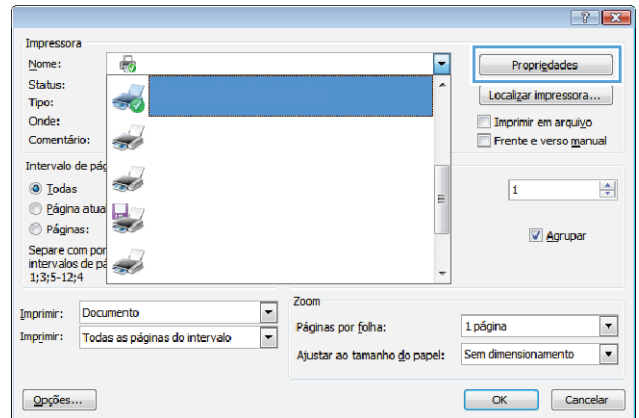 Impressora
Nome:
Propriedades
Status:
Localizar impressora...
Tipo:
Onde:
Imprimir em arquivo
Comentário:
Frente e verso manual
Intervalo de pág
Todas
1
Página atua
Páginas:
Agrupar
Separe com por
intervalos de pá
1;3;5-12;4
Imprimir: Documento
Imprimir: Todas as páginas do intervalo
Zoom
Páginas por folha: 1 página
Ajustar ao tamanho do papel: Sem dimensionamento
Opções...
OK
Cancelar